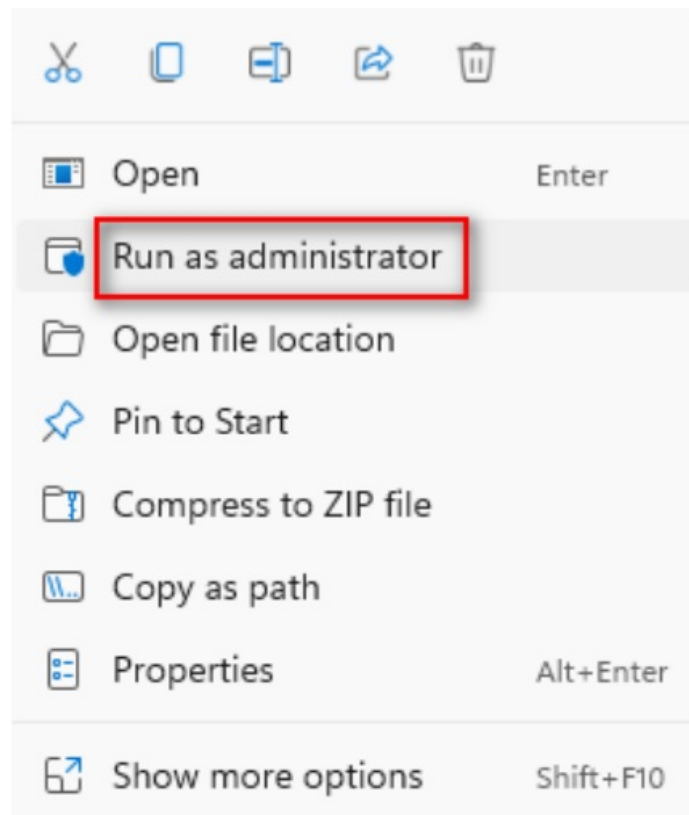 Open Enter
Run as administrator
Open file location
Pin to Start
Compress to ZIP file
Copy as path
Properties Alt+Enter
Show more options Shift+F10